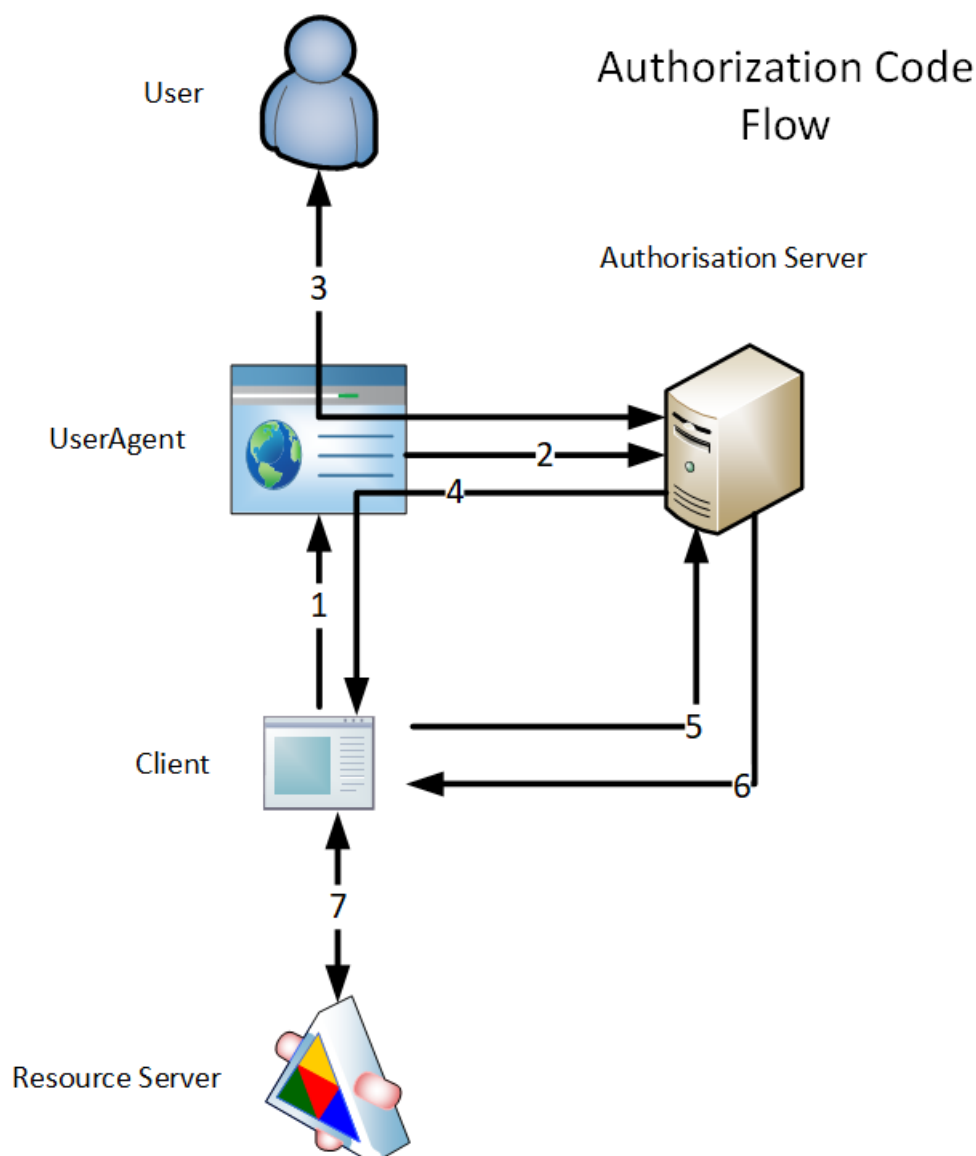 User
Authorization Code
Flow
Authorisation Server
3
UserAgent
2
4
1
5
Client
6
7
Resource Server